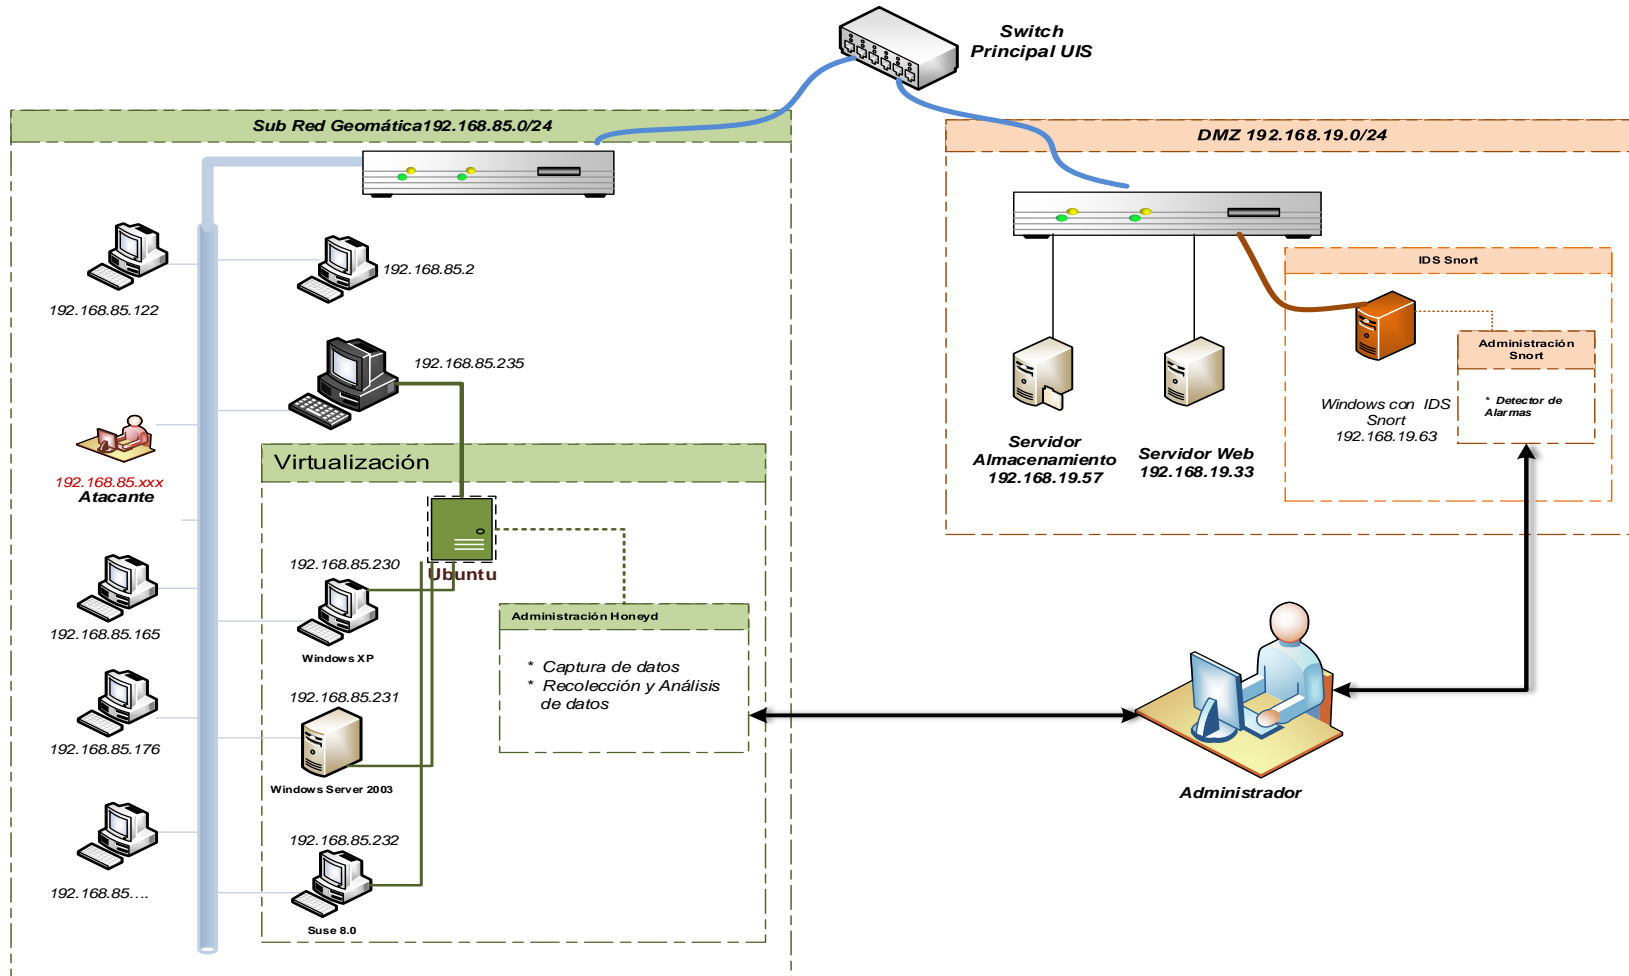 Switch
Principal UIS
Sub Red Geomática192.168.85.0/24
192.168.85.122
192.168.85.2
192.168.85.235
192.168.85.xxx
Atacante
Virtualización
Ubuntu
192.168.85.230
Windows XP
192.168.85.165
Administración Honeyd
* Captura de datos
* Recolección y Análisis
de datos
192.168.85.231
Windows Server 2003
192.168.85.176
192.168.85.232
Suse 8.0
192.168.85....
DMZ 192.168.19.0/24
IDS Snort
Administración
Snort
* Detector de
Alarmas
Windows con IDS
Snort
192.168.19.63
Servidor
Almacenamiento
192.168.19.57
Servidor Web
192.168.19.33
Administrador